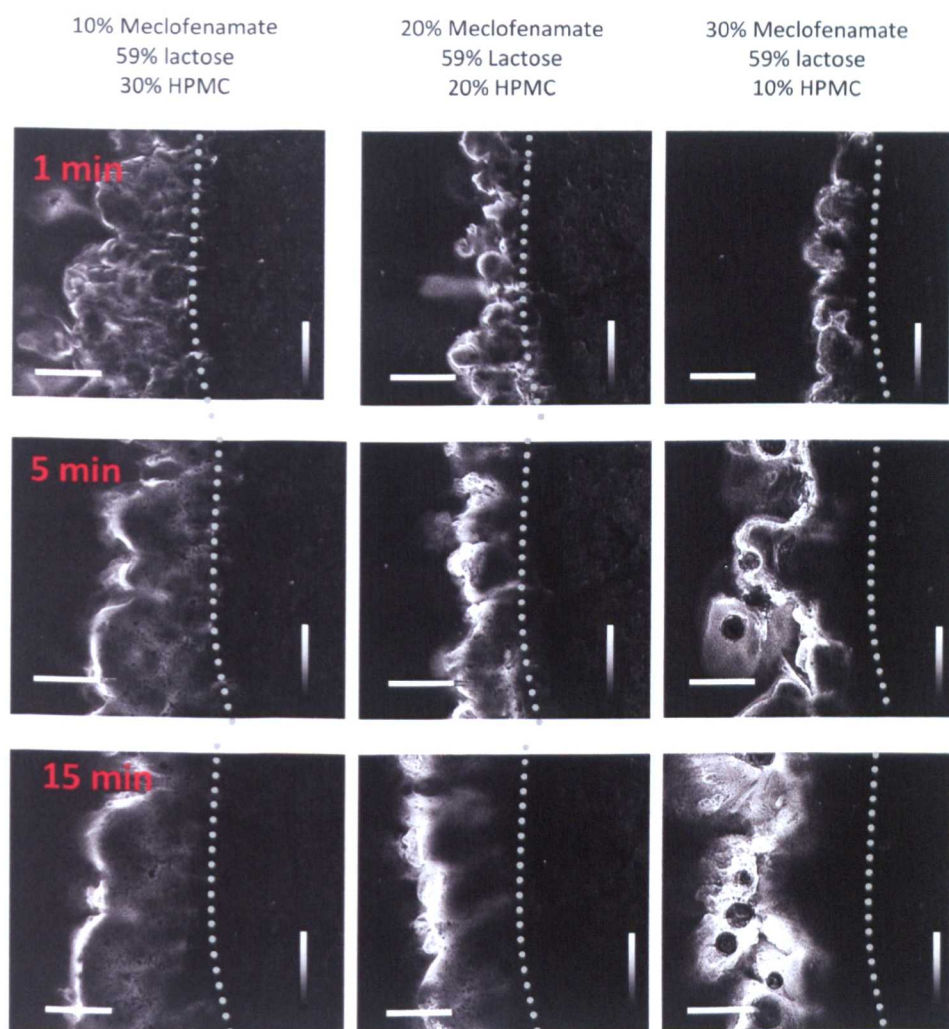 10% Meclofenamate
59% lactose
30% HPMC
20% Meclofenamate
59% Lactose
20% HPMC
30% Meclofenamate
59% lactose
10% HPMC
1 min
5 min
15 min